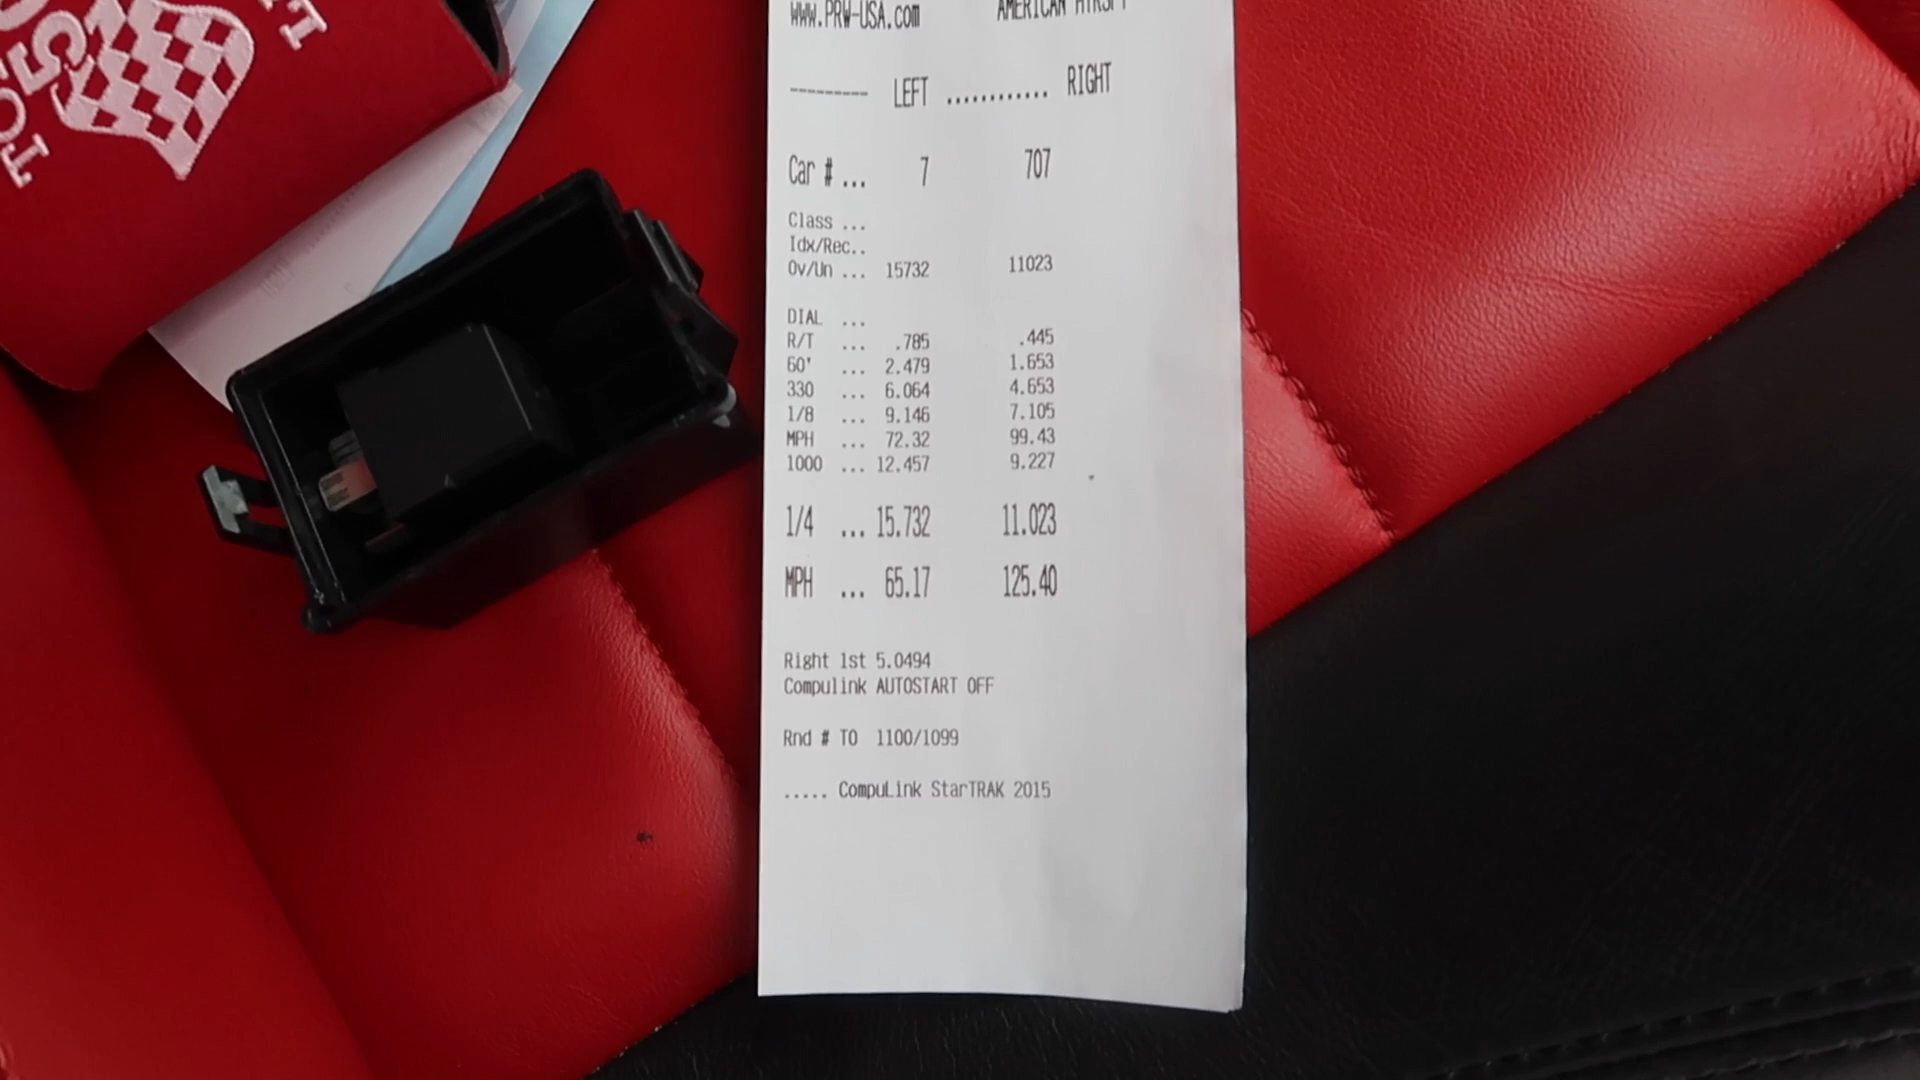 www.PRW-USA.com AMERICAN
--------- LEFT ............ RIGHT
Car # ... 7 707
Class ...
Idx/Rec..
Ov/Un ... 15732 11023
DIAL ...
R/T ... .785 .445
60' ... 2.479 1.653
330 ... 6.064 4.653
1/8 ... 9.146 7.105
MPH ... 72.32 99.43
1000 ... 12.457 9.227
1/4 ... 15.732 11.023
MPH ... 65.17 125.40
Right 1st 5.0494
Compulink AUTOSTART OFF
Rnd # TO 1100/1099
..... CompuLink StarTRAK 2015